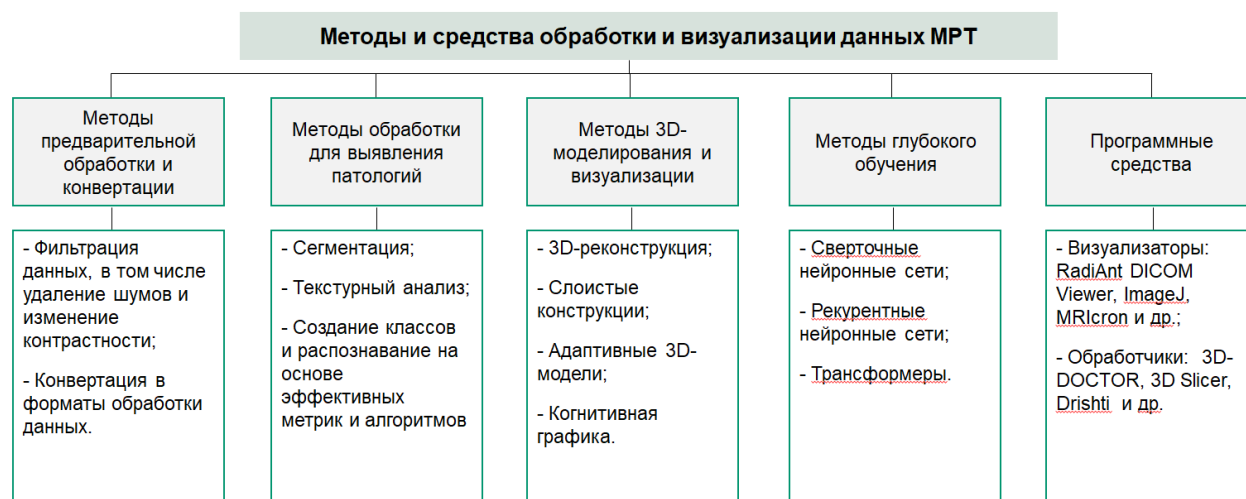 Методы и средства обработки и визуализации данных МРТ
Методы
предварительной
обработки и
конвертации
Методы обработки
для выявления
патологий
Методы 3D-
моделирования и
визуализации
Методы глубокого
обучения
Программные
средства
- Фильтрация
данных, в том числе
удаление шумов и
изменение
контрастности;
- Конвертация в
форматы обработки
данных.
- Сегментация;
- Текстурный анализ;
- Создание классов
и распознавание на
основе
эффективных
метрик и алгоритмов
- 3D-реконструкция;
- Слоистые
конструкции;
- Адаптивные 3D-
модели;
- Когнитивная
графика.
- Сверточные
нейронные сети;
- Рекурентные
нейронные сети;
- Трансформеры.
- Визуализаторы:
RadiAnt DICOM
Viewer, ImageJ,
MRIcron и др.;
- Обработчики: 3D-
DOCTOR, 3D Slicer,
Drishti и др.